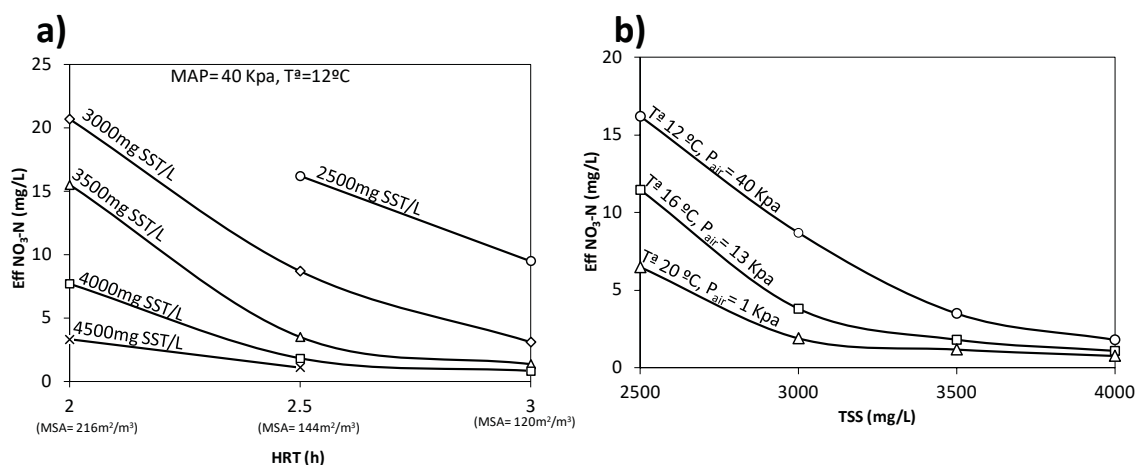 a)
MAP= 40 Kpa, Tª=12ºC
Eff NO₃-N (mg/L)
25
20
15
10
5
0
3000mg SST/L
3500mg SST/L
2500mg SST/L
4000mg SST/L
4500mg SST/L
2
2.5
3
(MSA= 216m²/m³)
(MSA= 144m²/m³)
(MSA= 120m²/m³)
HRT (h)
b)
Eff NO₃-N (mg/L)
20
15
10
5
0
Tª 12 ºC, Pair= 40 Kpa
Tª 16 ºC, Pair= 13 Kpa
Tª 20 ºC, Pair= 1 Kpa
2500
3000
3500
4000
TSS (mg/L)